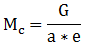 M_c = G / (a * e)